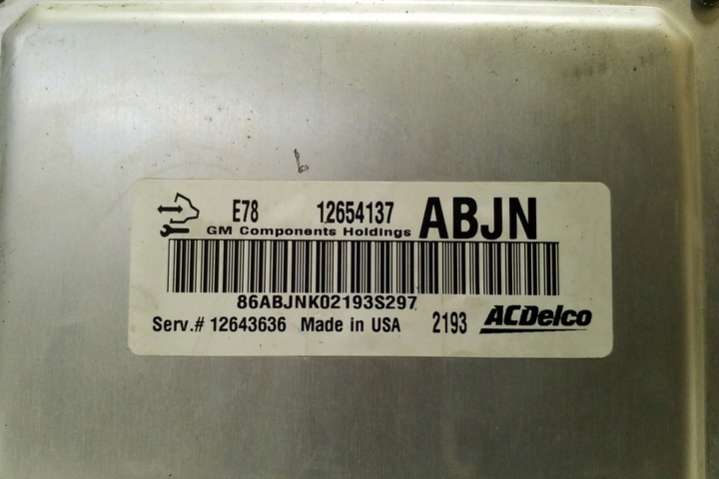 E78 12654137 ABJN
GM Components Holdings
86ABJNK02193S297
Serv.# 12643636 Made in USA 2193 ACDelco